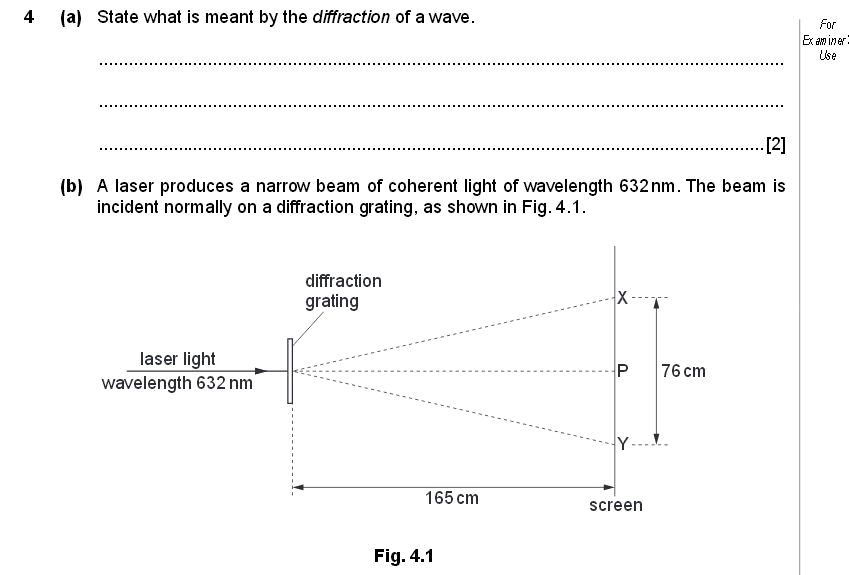 4 (a) State what is meant by the diffraction of a wave.
For
Examiner's
Use
....................................................................................................................................
....................................................................................................................................
................................................................................................................................[2]
(b) A laser produces a narrow beam of coherent light of wavelength 632 nm. The beam is
incident normally on a diffraction grating, as shown in Fig. 4.1.
diffraction
grating
X
laser light
wavelength 632 nm
P
76 cm
Y
165 cm
screen
Fig. 4.1